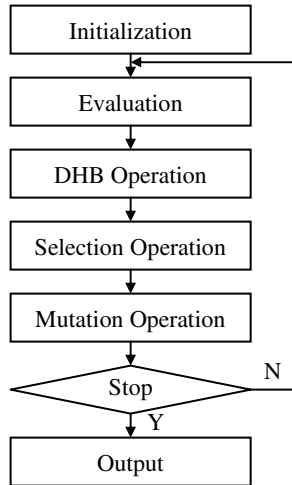 Initialization
Evaluation
DHB Operation
Selection Operation
Mutation Operation
Stop
N
Y
Output